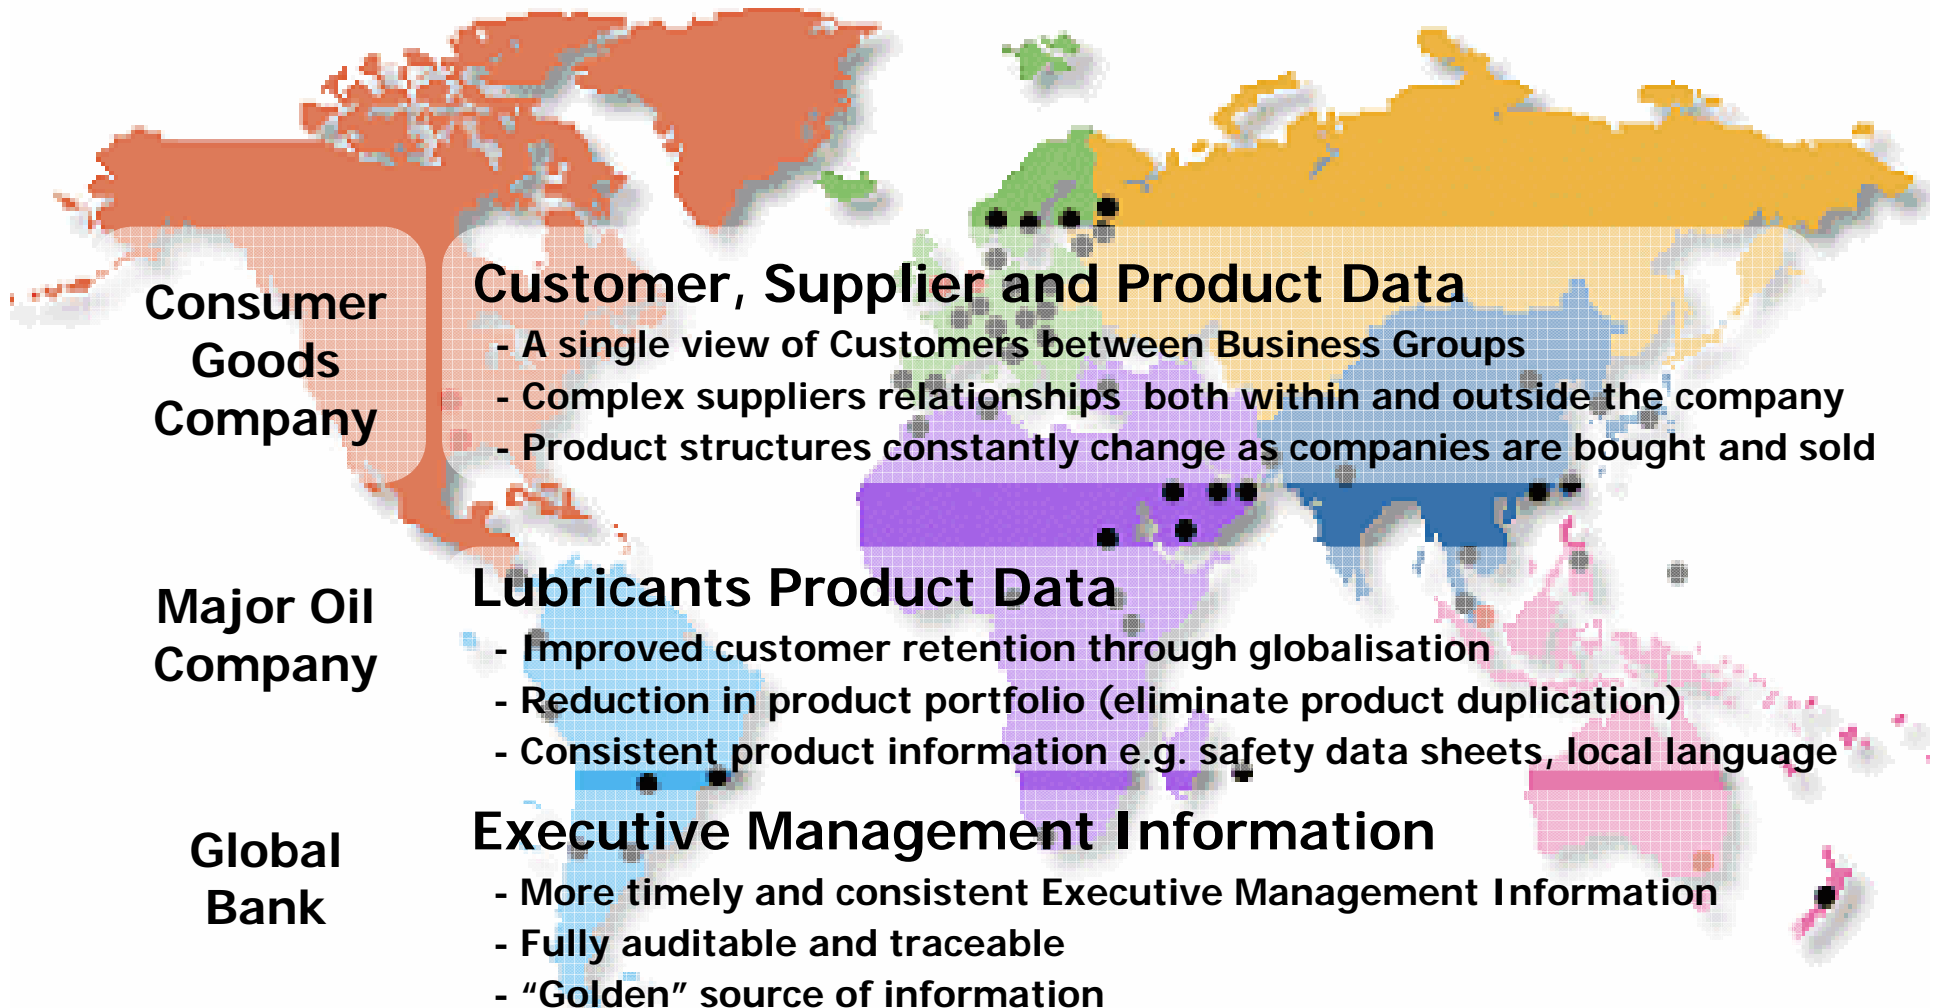 Consumer
Goods
Company
Customer, Supplier and Product Data
- A single view of Customers between Business Groups
- Complex suppliers relationships both within and outside the company
- Product structures constantly change as companies are bought and sold
Major Oil
Company
Lubricants Product Data
- Improved customer retention through globalisation
- Reduction in product portfolio (eliminate product duplication)
- Consistent product information e.g. safety data sheets, local language
Global
Bank
Executive Management Information
- More timely and consistent Executive Management Information
- Fully auditable and traceable
- “Golden” source of information